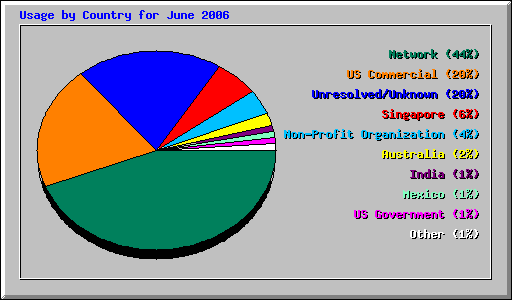 Usage by Country for June 2006
Network (44%)
US Commercial (20%)
Unresolved/Unknown (20%)
Singapore (6%)
Non-Profit Organization (4%)
Australia (2%)
India (1%)
Mexico (1%)
US Government (1%)
Other (1%)